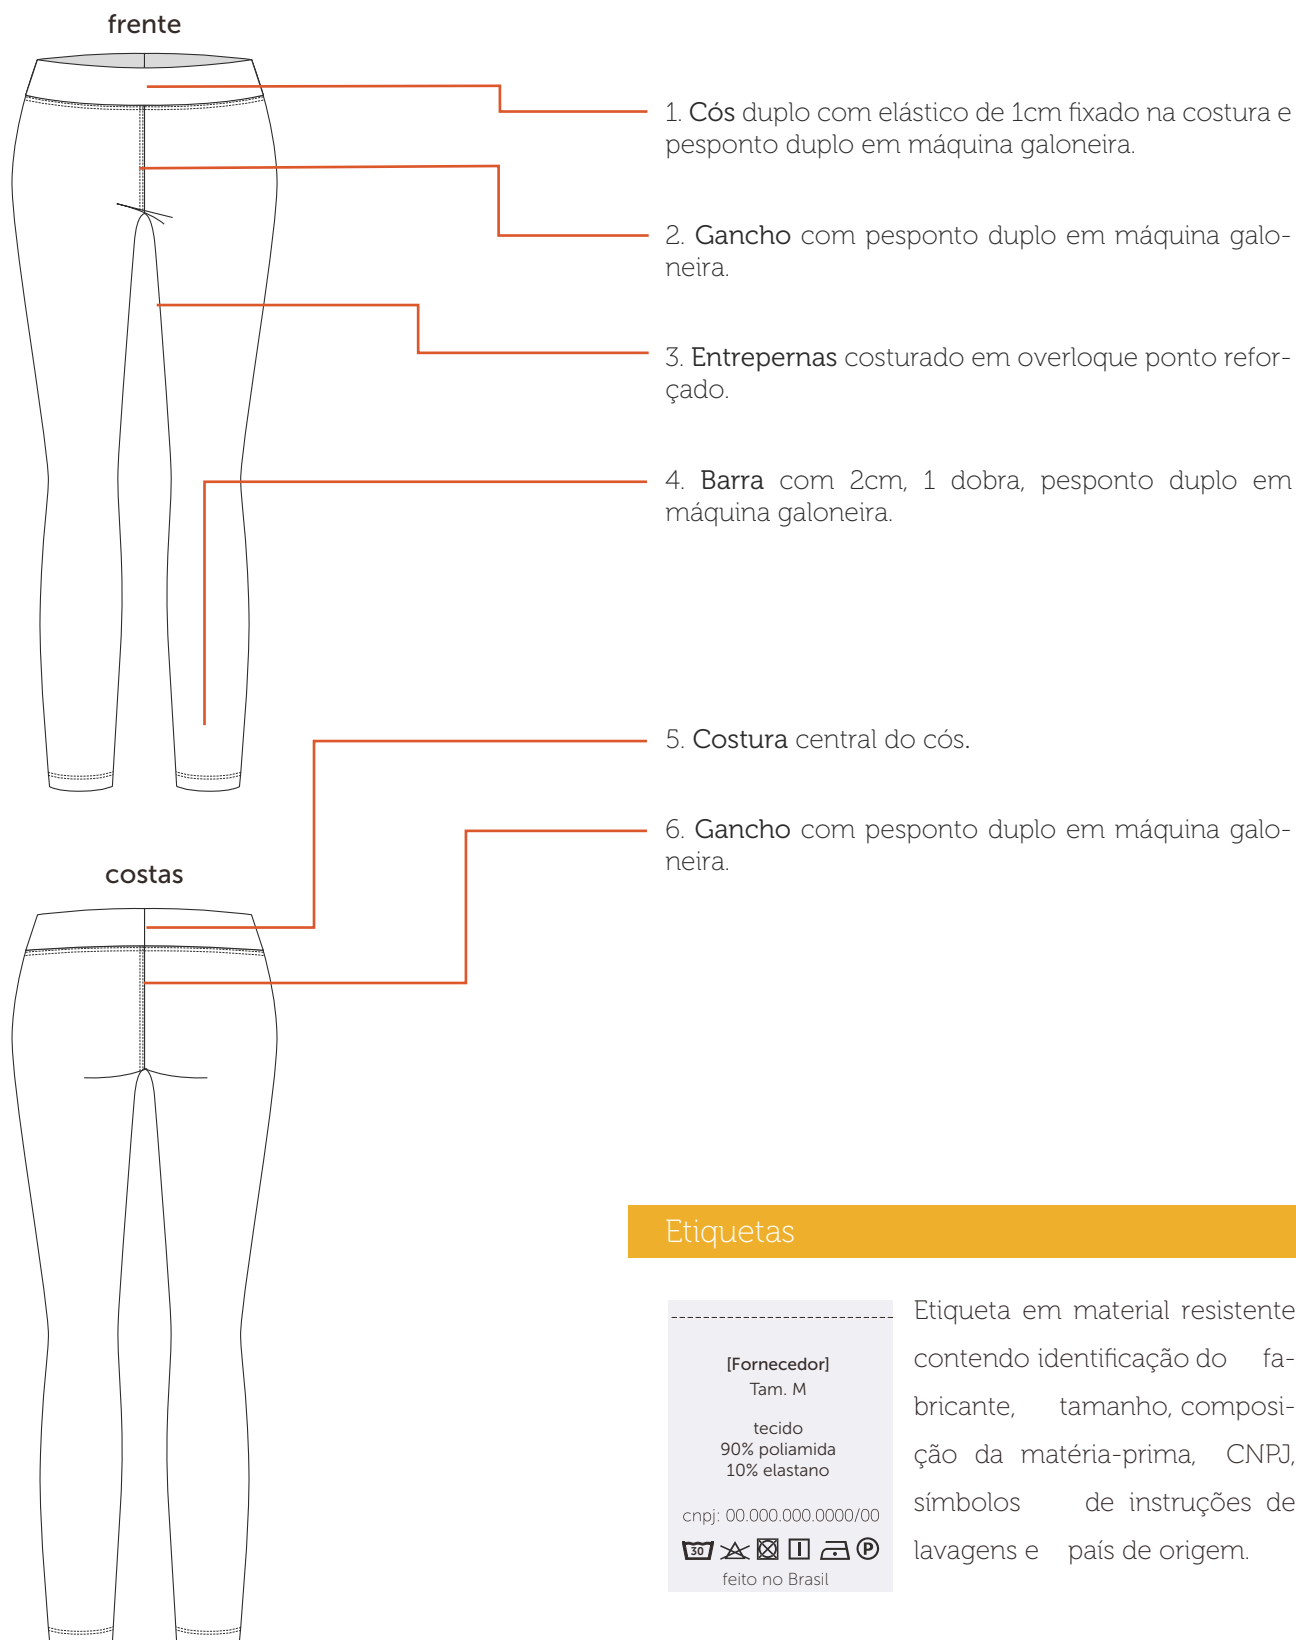 frente
1. Cós duplo com elástico de 1cm fixado na costura e
pesponto duplo em máquina galoneira.
2. Gancho com pesponto duplo em máquina galo-
neira.
3. Entrepernas costurado em overloque ponto refor-
çado.
4. Barra com 2cm, 1 dobra, pesponto duplo em
máquina galoneira.
5. Costura central do cós.
6. Gancho com pesponto duplo em máquina galo-
neira.
costas
Etiquetas
[Fornecedor]
Tam. M
tecido
90% poliamida
10% elastano
cnpj: 00.000.000.0000/00
30 P
feito no Brasil
Etiqueta em material resistente
contendo identificação do fa-
bricante, tamanho, composi-
ção da matéria-prima, CNPJ,
símbolos de instruções de
lavagens e país de origem.